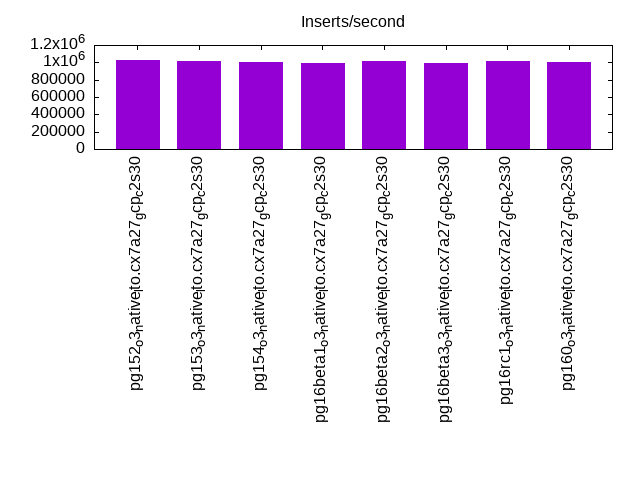 Inserts/second
1.2x10^6
1x10^6
800000
600000
400000
200000
0
pg152_o3_native_lto.cx7a27_gcp_c2s30
pg153_o3_native_lto.cx7a27_gcp_c2s30
pg154_o3_native_lto.cx7a27_gcp_c2s30
pg16beta1_o3_native_lto.cx7a27_gcp_c2s30
pg16beta2_o3_native_lto.cx7a27_gcp_c2s30
pg16beta3_o3_native_lto.cx7a27_gcp_c2s30
pg16rc1_o3_native_lto.cx7a27_gcp_c2s30
pg160_o3_native_lto.cx7a27_gcp_c2s30